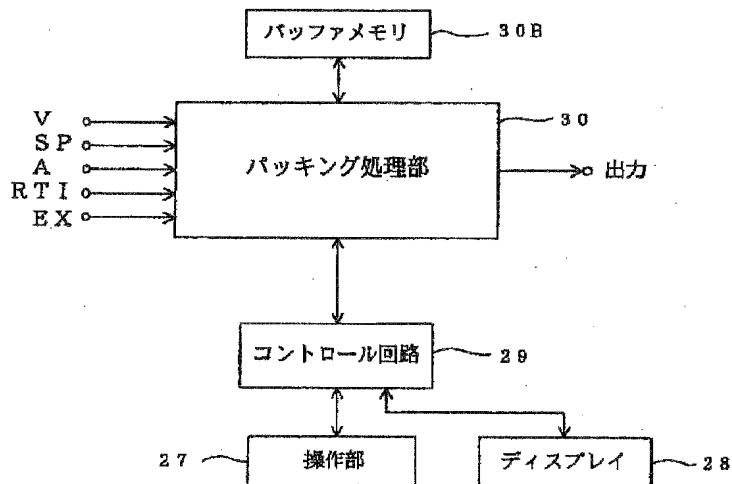 バッファメモリ 30B
V
SP
A
RTI
EX
パッキング処理部
30
出力
コントロール回路 29
27 操作部
ディスプレイ 28